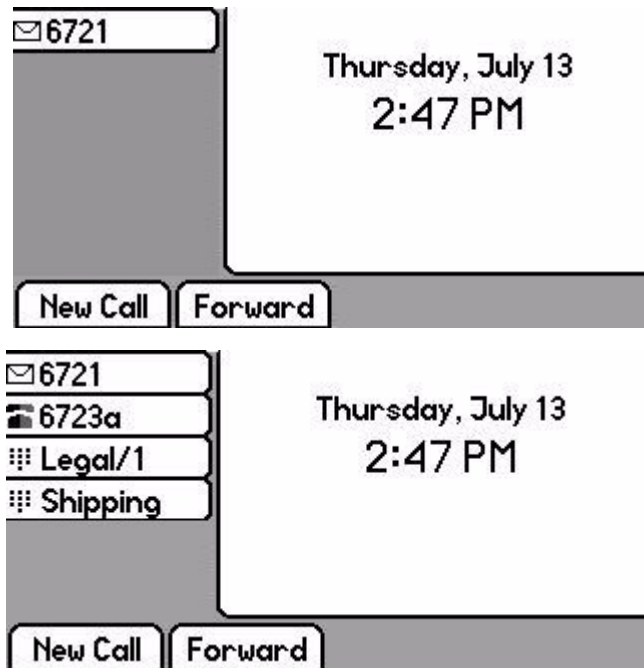 6721
Thursday, July 13
2:47 PM
New Call
Forward
6721
6723a
Legal/1
Shipping
Thursday, July 13
2:47 PM
New Call
Forward